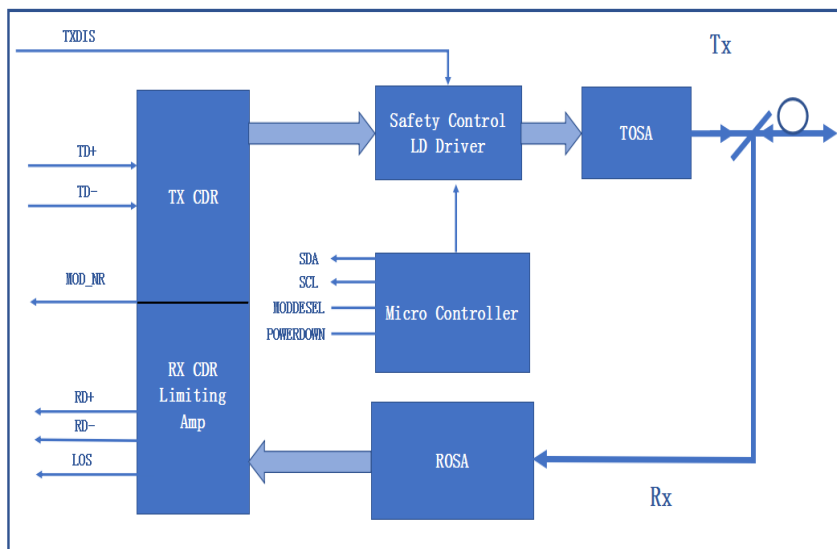 TXDIS
Tx
Safety Control
LD Driver
TOSA
TD+
TD-
TX CDR
MOD_NR
SDA
SCL
MODDESEL
POWERDOWN
Micro Controller
RX CDR
Limiting
Amp
RD+
RD-
LOS
ROSA
Rx